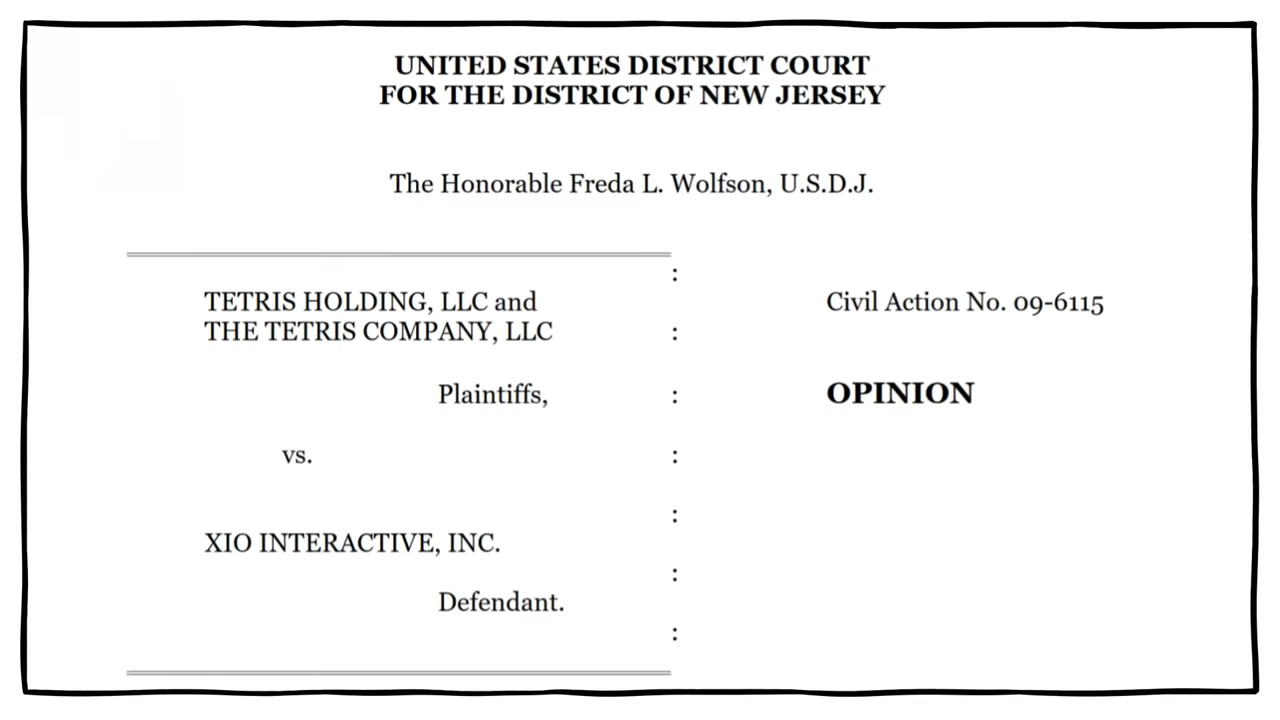 UNITED STATES DISTRICT COURT
FOR THE DISTRICT OF NEW JERSEY
The Honorable Freda L. Wolfson, U.S.D.J.
:
TETRIS HOLDING, LLC and Civil Action No. 09-6115
THE TETRIS COMPANY, LLC :
Plaintiffs, : OPINION
vs. :
:
XIO INTERACTIVE, INC.
:
Defendant.
: